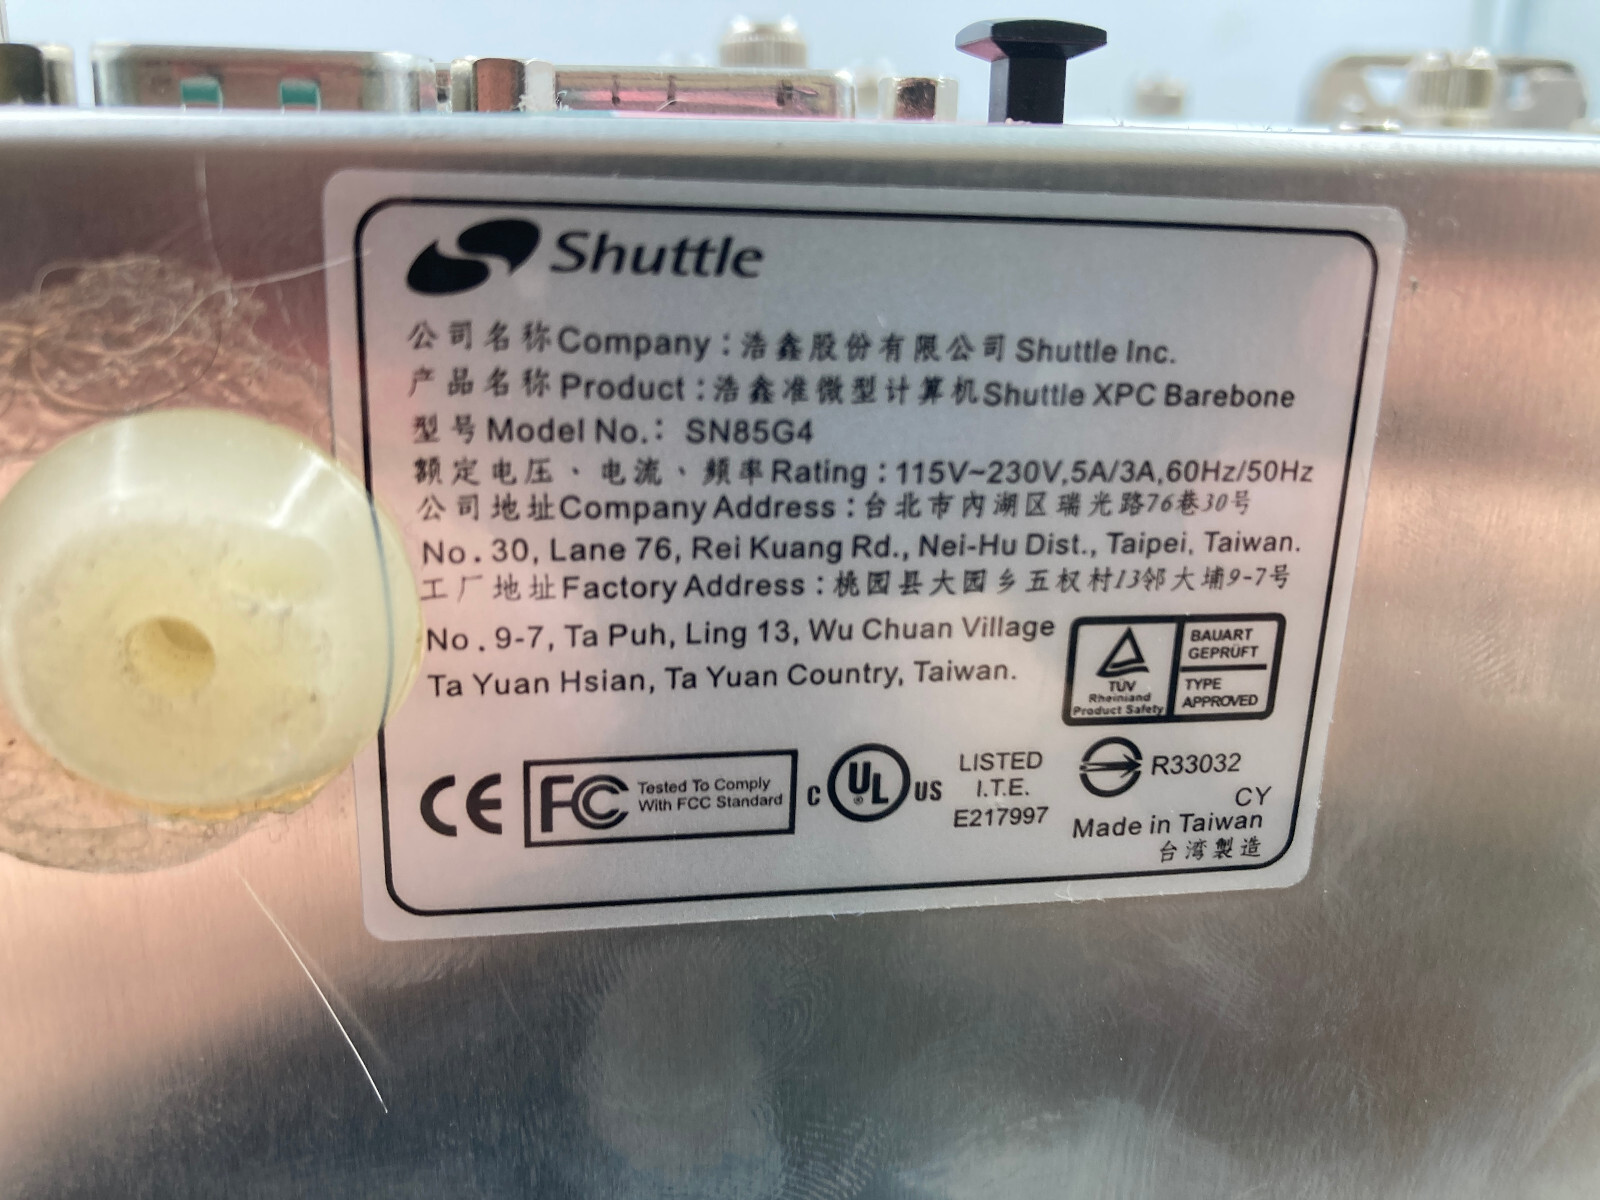 Shuttle
公司名称Company：浩鑫股份有限公司 Shuttle Inc.
产品名称Product：浩鑫准微型计算机Shuttle XPC Barebone
型号Model No.： SN85G4
额定电压、电流、频率Rating：115V~230V,5A/3A,60Hz/50Hz
公司地址Company Address：台北市內湖区瑞光路76巷30号
No. 30, Lane 76, Rei Kuang Rd., Nei-Hu Dist., Taipei, Taiwan.
工厂地址Factory Address：桃园县大园乡五权村13邻大埔9-7号
No. 9-7, Ta Puh, Ling 13, Wu Chuan Village
Ta Yuan Hsian, Ta Yuan Country, Taiwan.
TÜV
Rheinland
Product Safety
BAUART
GEPRÜFT
TYPE
APPROVED
CE
FC
Tested To Comply
With FCC Standard
c UL US
LISTED
I.T.E.
E217997
R33032
CY
Made in Taiwan
台湾製造